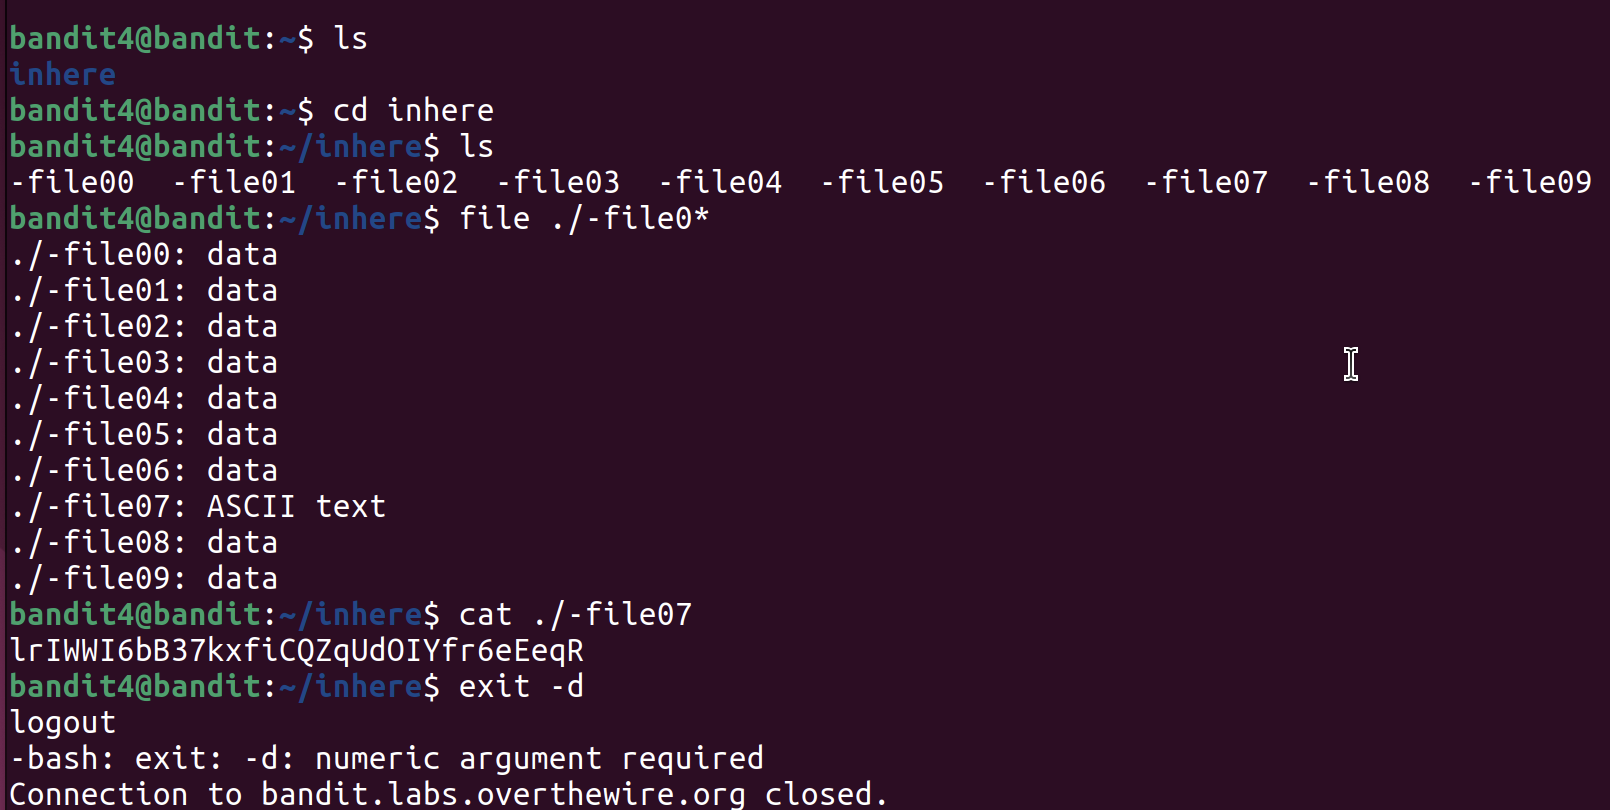 bandit4@bandit:~$ ls
inhere
bandit4@bandit:~$ cd inhere
bandit4@bandit:~/inhere$ ls
-file00  -file01  -file02  -file03  -file04  -file05  -file06  -file07  -file08  -file09
bandit4@bandit:~/inhere$ file ./-file0*
./-file00: data
./-file01: data
./-file02: data
./-file03: data
./-file04: data
./-file05: data
./-file06: data
./-file07: ASCII text
./-file08: data
./-file09: data
bandit4@bandit:~/inhere$ cat ./-file07
lrIWWI6bB37kxfiCQZqUdOIYfr6eEeqR
bandit4@bandit:~/inhere$ exit -d
logout
-bash: exit: -d: numeric argument required
Connection to bandit.labs.overthewire.org closed.